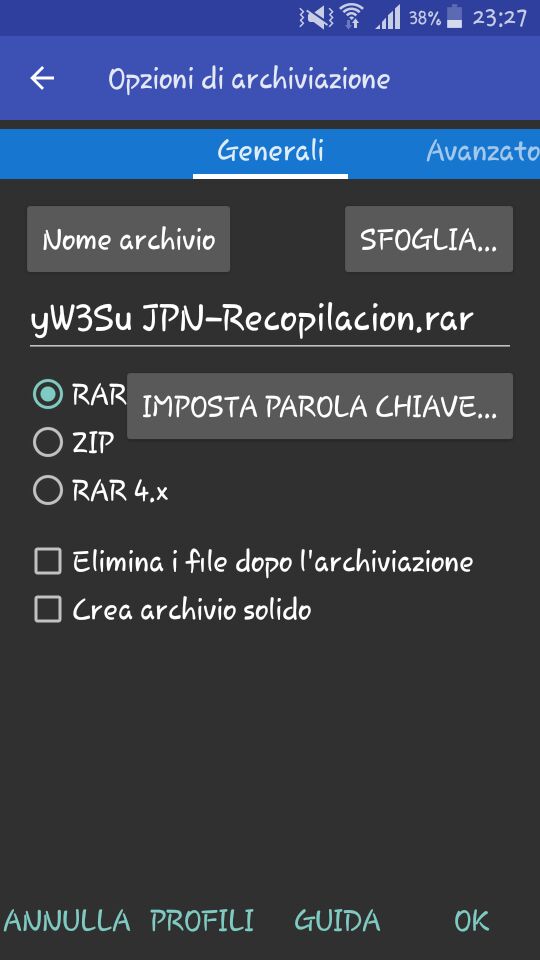 38% 23:27
Opzioni di archiviazione
Generali Avanzato
Nome archivio SFOGLIA...
yW3Su JPN-Recopilacion.rar
RAR IMPOSTA PAROLA CHIAVE...
ZIP
RAR 4.x
Elimina i file dopo l'archiviazione
Crea archivio solido
ANNULLA PROFILI GUIDA OK